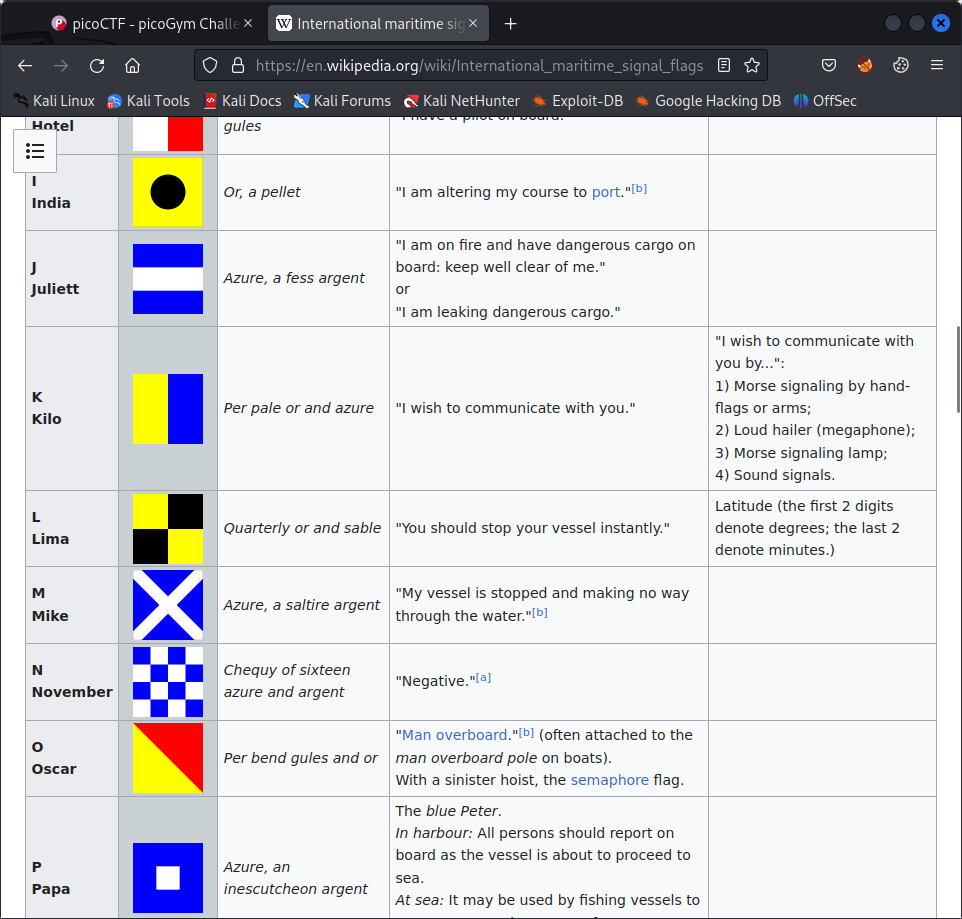 picoCTF - picoGym Challe
International maritime sig
https://en.wikipedia.org/wiki/International_maritime_signal_flags
Kali Linux Kali Tools Kali Docs Kali Forums Kali NetHunter Exploit-DB Google Hacking DB OffSec
Hotel
gules
"I have a pilot on board."
I
India
Or, a pellet
"I am altering my course to port."[b]
J
Juliett
Azure, a fess argent
"I am on fire and have dangerous cargo on
board: keep well clear of me."
or
"I am leaking dangerous cargo."
K
Kilo
Per pale or and azure
"I wish to communicate with you."
"I wish to communicate with
you by...":
1) Morse signaling by hand-
flags or arms;
2) Loud hailer (megaphone);
3) Morse signaling lamp;
4) Sound signals.
L
Lima
Quarterly or and sable
"You should stop your vessel instantly."
Latitude (the first 2 digits
denote degrees; the last 2
denote minutes.)
M
Mike
Azure, a saltire argent
"My vessel is stopped and making no way
through the water."[b]
N
November
Chequy of sixteen
azure and argent
"Negative."[a]
O
Oscar
Per bend gules and or
"Man overboard."[b] (often attached to the
man overboard pole on boats).
With a sinister hoist, the semaphore flag.
P
Papa
Azure, an
inescutcheon argent
The blue Peter.
In harbour: All persons should report on
board as the vessel is about to proceed to
sea.
At sea: It may be used by fishing vessels to